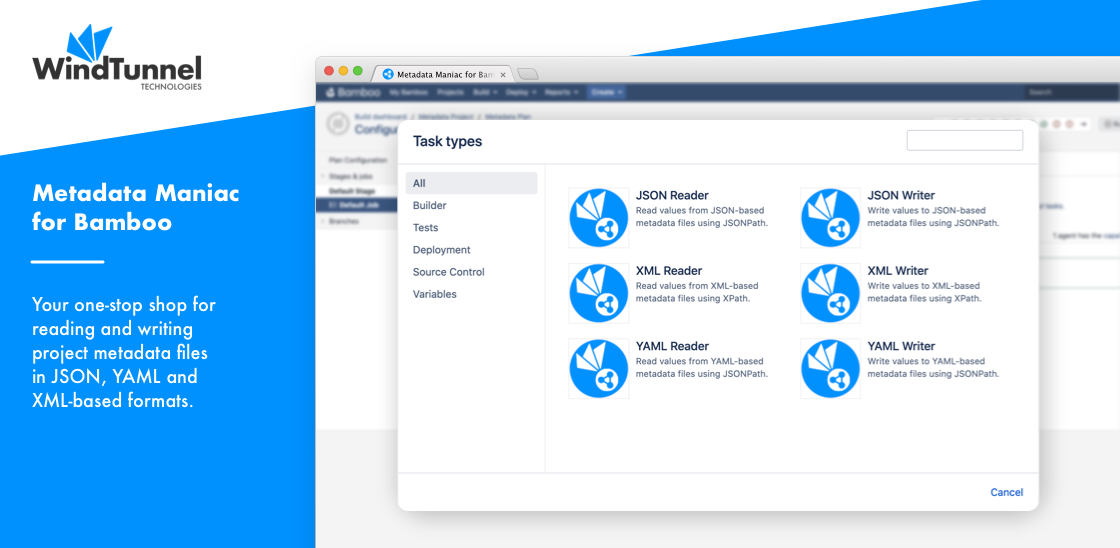 WindTunnel
TECHNOLOGIES
Metadata Maniac
for Bamboo
Your one-stop shop for
reading and writing
project metadata files
in JSON, YAML and
XML-based formats.
Metadata Maniac for Bam
Bamboo My Bamboo Projects Build Deploy Reports Create Search
Build dashboard / Metadata Project / Metadata Plan
Configu
Plan Configuration
Stages & jobs
Default Stage
Default Job
Branches
Task types
All
Builder
Tests
Deployment
Source Control
Variables
JSON Reader
Read values from JSON-based
metadata files using JSONPath.
JSON Writer
Write values to JSON-based
metadata files using JSONPath.
XML Reader
Read values from XML-based
metadata files using XPath.
XML Writer
Write values to XML-based
metadata files using XPath.
YAML Reader
Read values from YAML-based
metadata files using JSONPath.
YAML Writer
Write values to YAML-based
metadata files using JSONPath.
tasks.
1 agent has the
Cancel